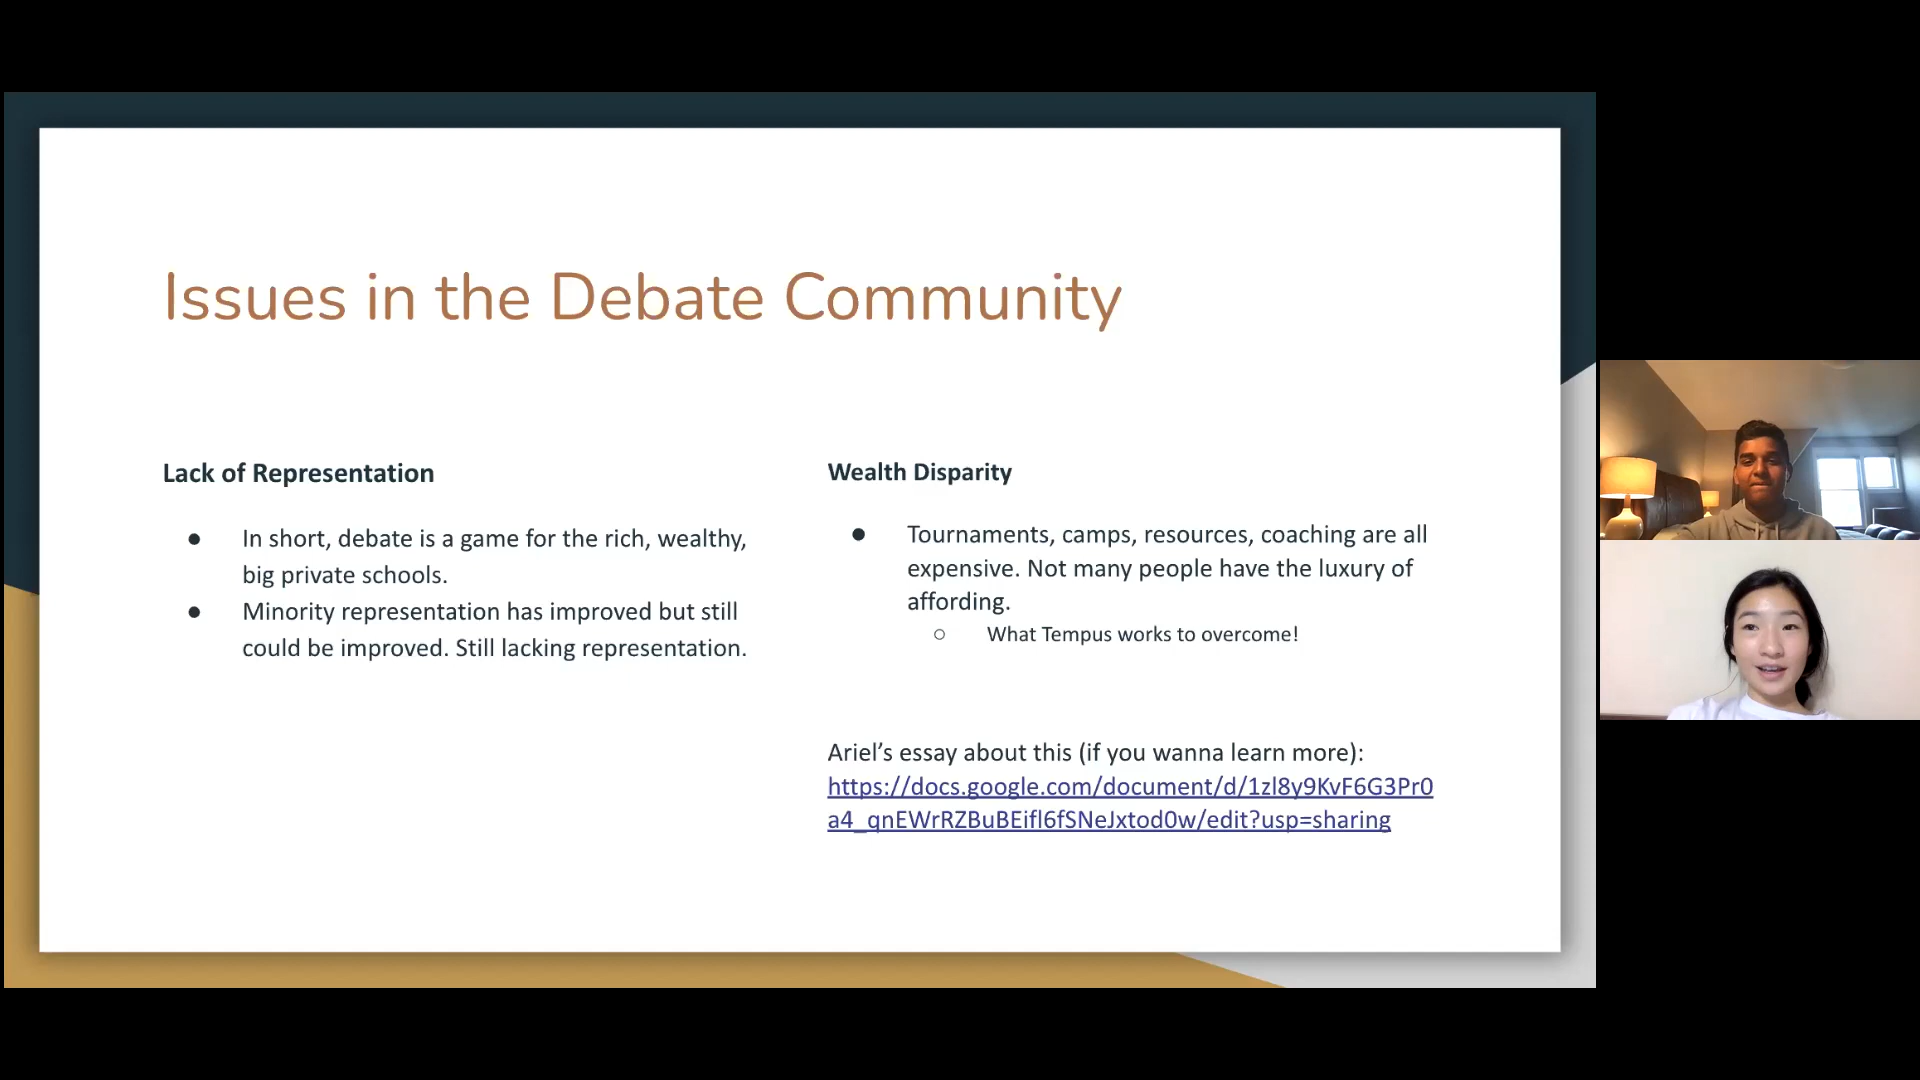 Issues in the Debate Community
Lack of Representation
● In short, debate is a game for the rich, wealthy,
big private schools.
● Minority representation has improved but still
could be improved. Still lacking representation.
Wealth Disparity
● Tournaments, camps, resources, coaching are all
expensive. Not many people have the luxury of
affording.
○ What Tempus works to overcome!
Ariel’s essay about this (if you wanna learn more):
https://docs.google.com/document/d/1zl8y9KvF6G3Pr0
a4_qnEWrRZBuBEifl6fSNeJxtod0w/edit?usp=sharing